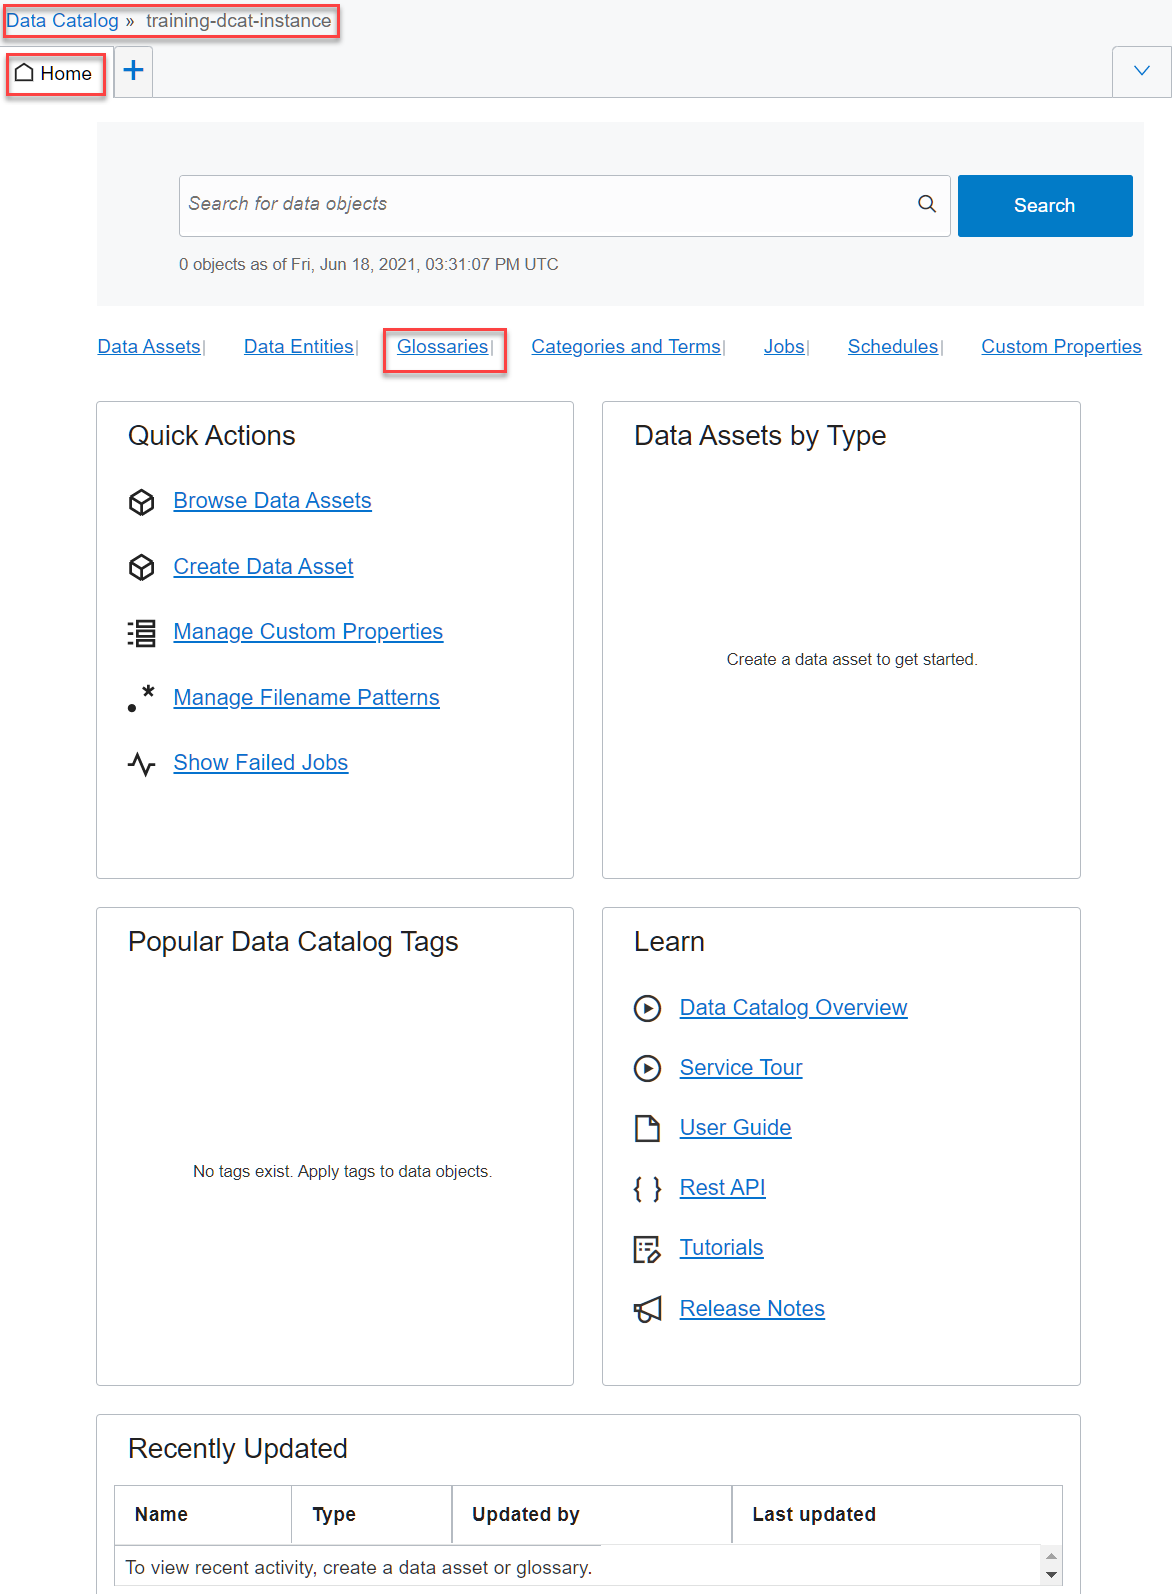 Data Catalog » training-dcat-instance
Home +
Search for data objects
Search
0 objects as of Fri, Jun 18, 2021, 03:31:07 PM UTC
Data Assets| Data Entities| Glossaries| Categories and Terms| Jobs| Schedules| Custom Properties
Quick Actions
Browse Data Assets
Create Data Asset
Manage Custom Properties
Manage Filename Patterns
Show Failed Jobs
Data Assets by Type
Create a data asset to get started.
Popular Data Catalog Tags
No tags exist. Apply tags to data objects.
Learn
Data Catalog Overview
Service Tour
User Guide
Rest API
Tutorials
Release Notes
Recently Updated
Name Type Updated by Last updated
To view recent activity, create a data asset or glossary.